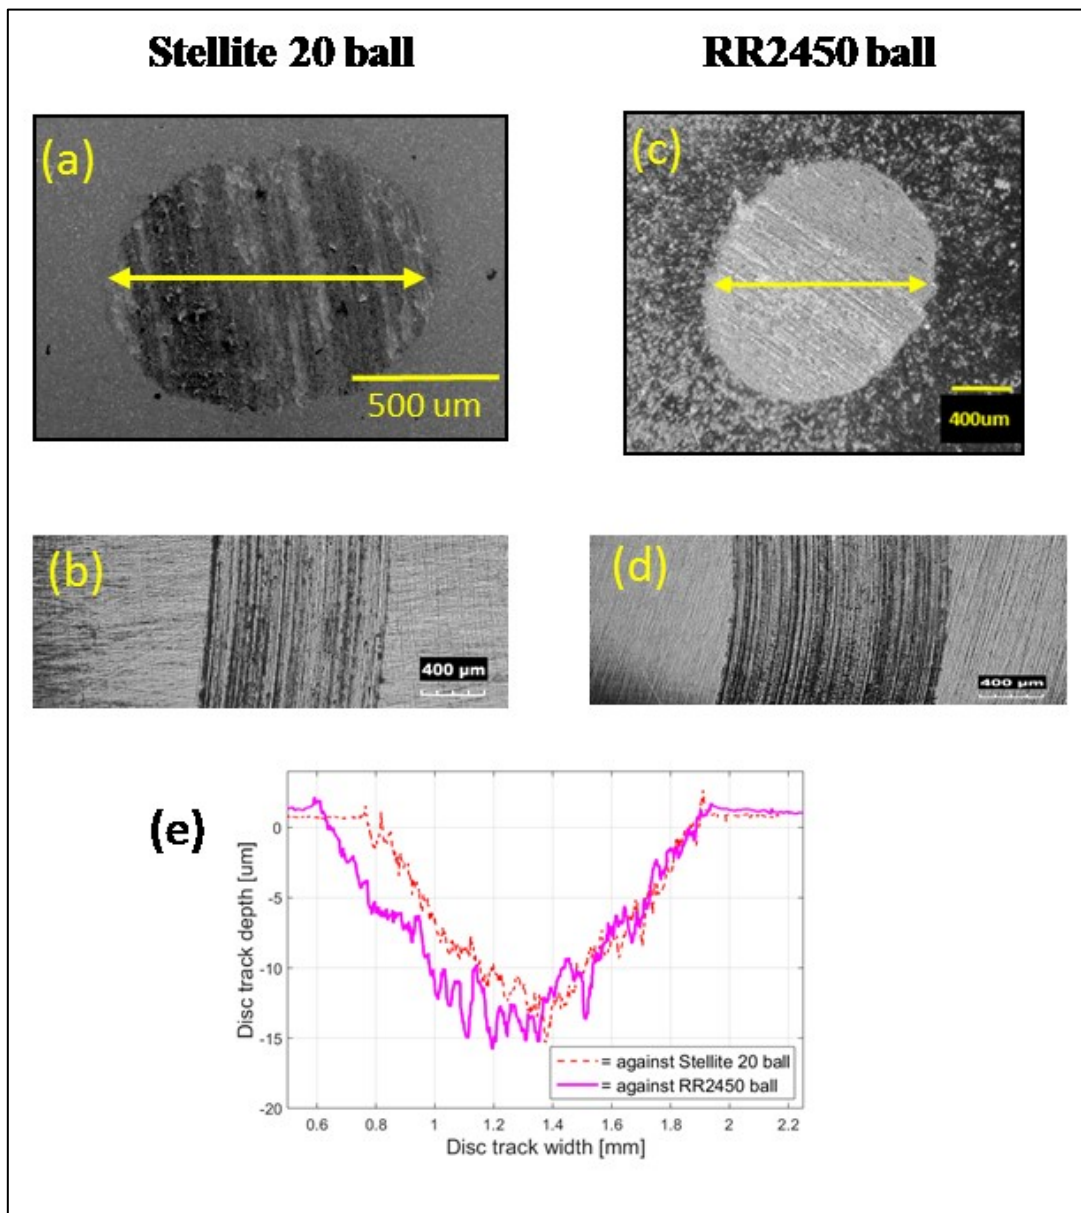 Stellite 20 ball
RR2450 ball
(a)
500 um
(c)
400um
(b)
400 µm
(d)
400 µm
(e)
Disc track depth [um]
0
-5
-10
-15
-20
0.6 0.8 1 1.2 1.4 1.6 1.8 2 2.2
Disc track width [mm]
= against Stellite 20 ball
= against RR2450 ball